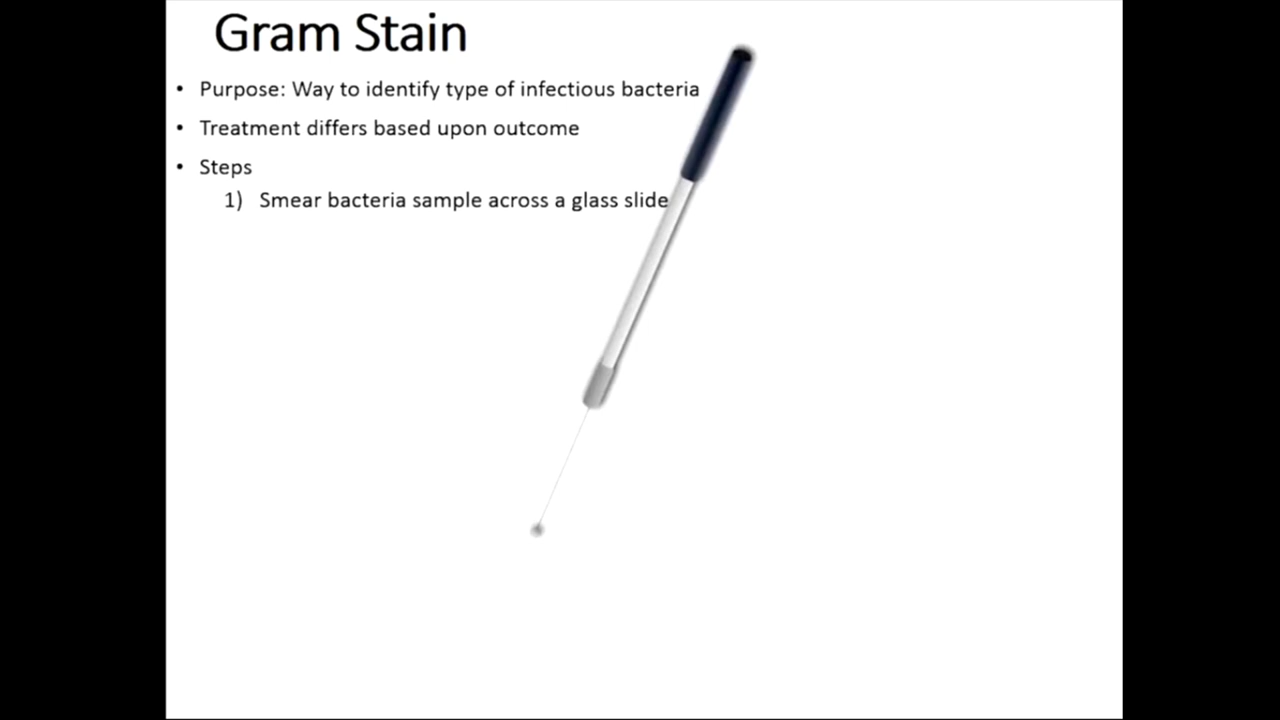 Gram Stain
• Purpose: Way to identify type of infectious bacteria
• Treatment differs based upon outcome
• Steps
1) Smear bacteria sample across a glass slide